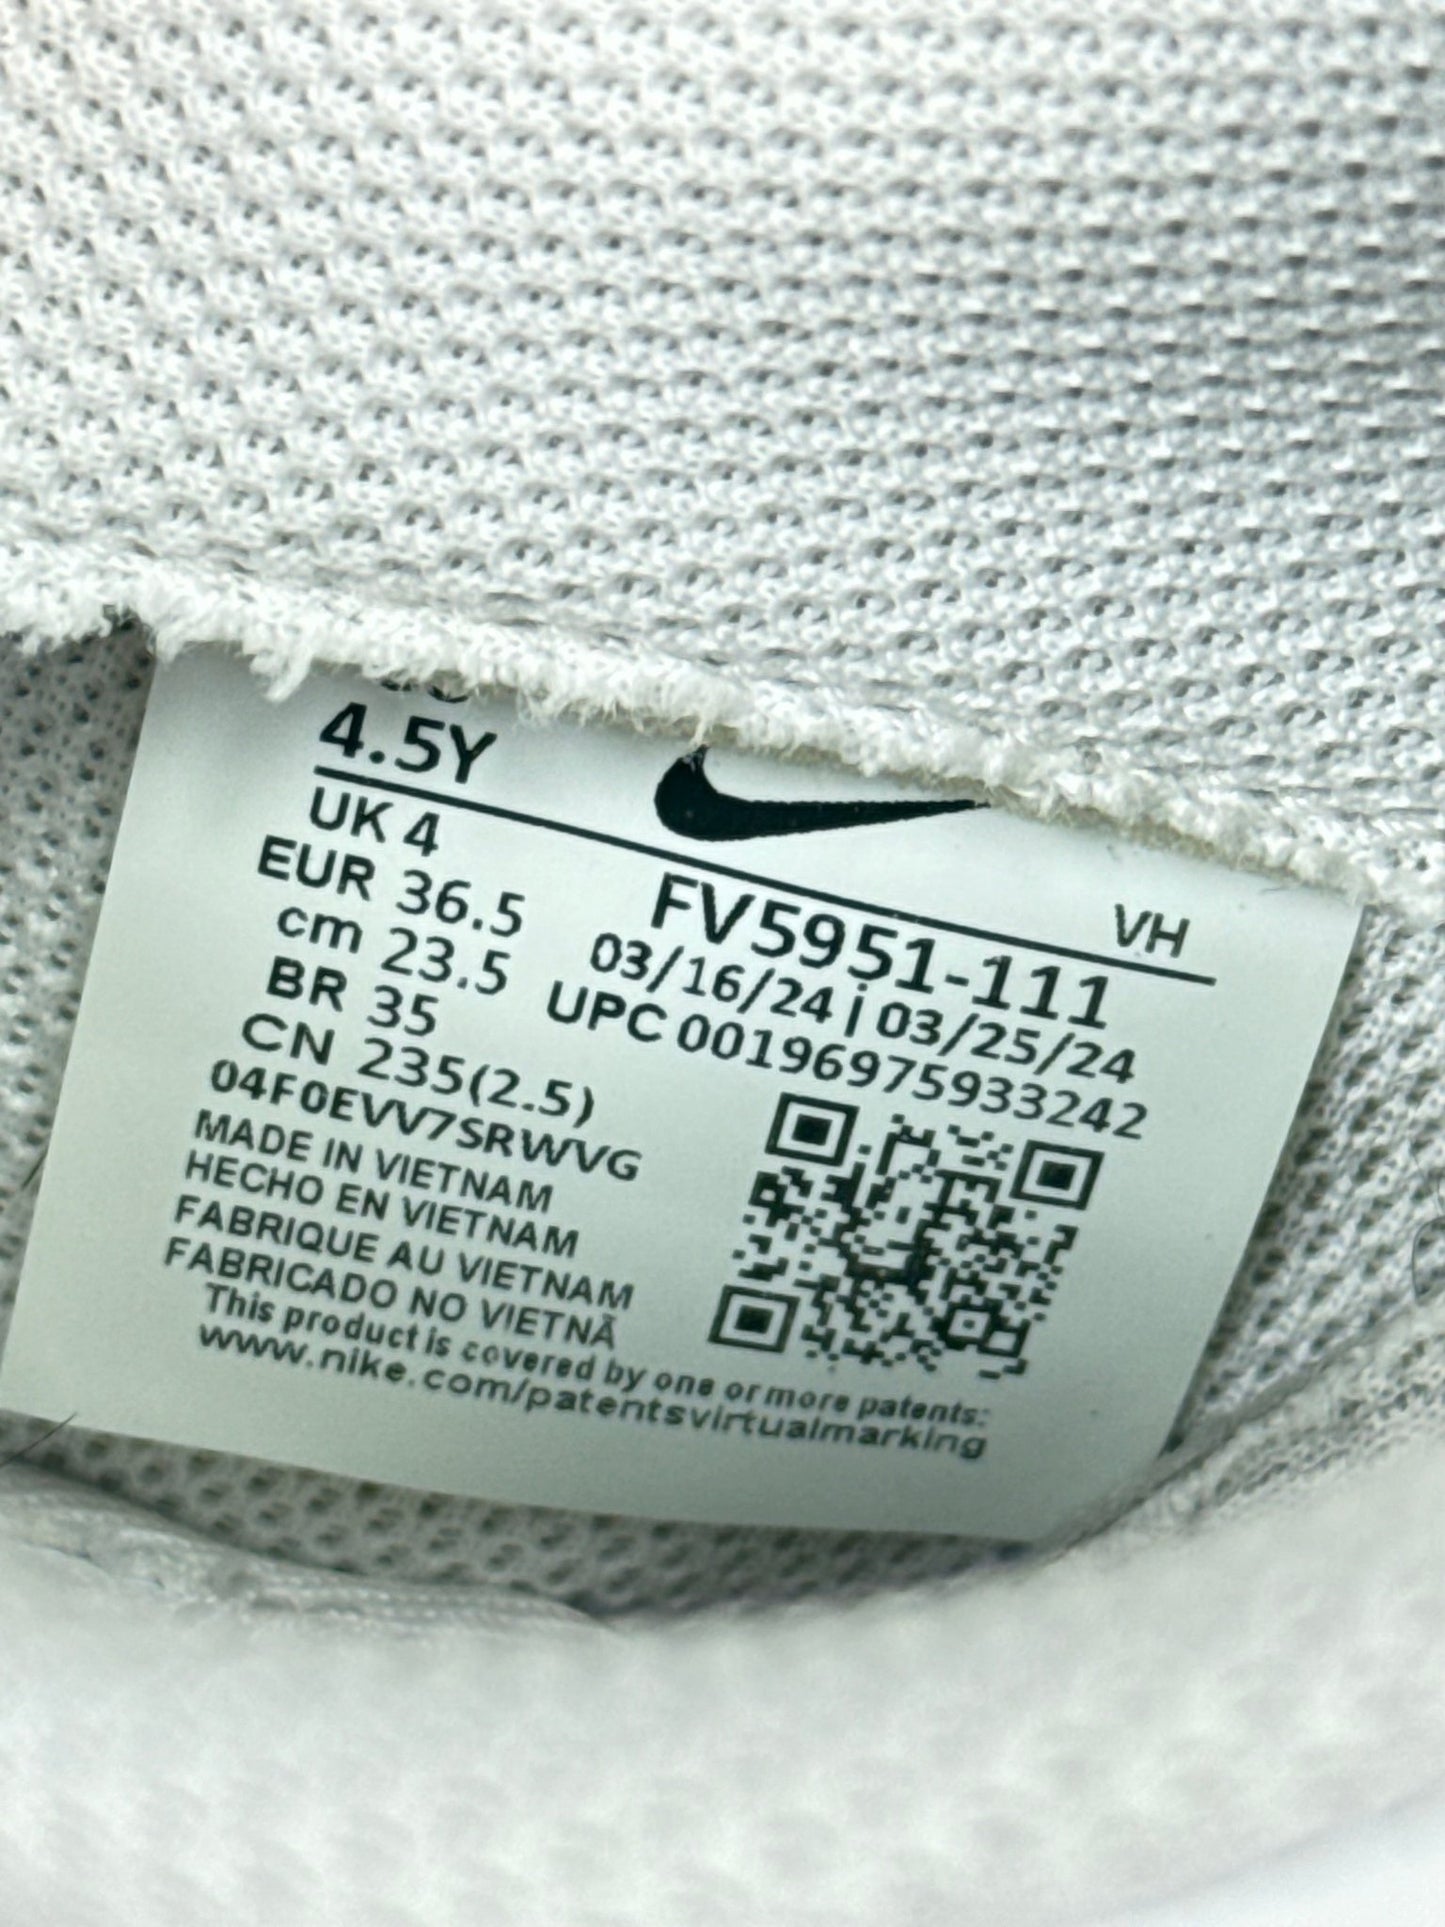 4.5Y
UK 4
EUR 36.5
cm 23.5
BR 35
CN 235(2.5)
04F0EVV7SRWVG
MADE IN VIETNAM
HECHO EN VIETNAM
FABRIQUE AU VIETNAM
FABRICADO NO VIETNÃ
This product is covered by one or more patents:
www.nike.com/patentsvirtualmarking
VH
FV5951-111
03/16/24 | 03/25/24
UPC 00196975933242